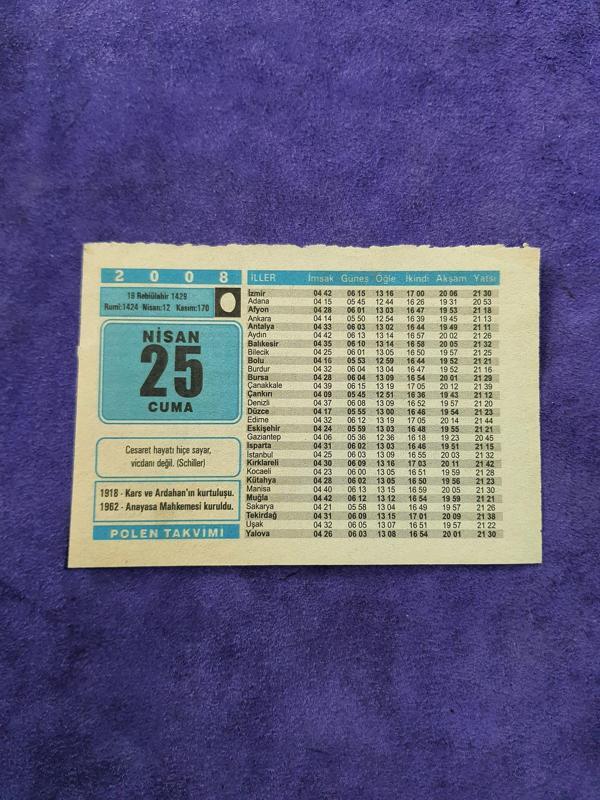 2 0 0 8
19 Rebiülahir 1429
Rumi:1424 Nisan:12 Kasım:170
NİSAN
25
CUMA
Cesaret hayatı hiçe sayar,
vicdanı değil. (Schiller)
1918 - Kars ve Ardahan'ın kurtuluşu.
1962 - Anayasa Mahkemesi kuruldu.
POLEN TAKVİMİ
İLLER İmsak Güneş Öğle İkindi Akşam Yatsı
İzmir 04 42 06 15 13 16 17 00 20 06 21 30
Adana 04 15 05 45 12 44 16 26 19 31 20 53
Afyon 04 28 06 01 13 03 16 47 19 53 21 18
Ankara 04 14 05 50 12 54 16 39 19 45 21 13
Antalya 04 33 06 03 13 02 16 44 19 49 21 11
Aydın 04 42 06 13 13 14 16 57 20 02 21 26
Balıkesir 04 35 06 10 13 14 16 58 20 05 21 32
Bilecik 04 25 06 01 13 05 16 50 19 57 21 25
Bolu 04 16 05 53 12 59 16 44 19 52 21 21
Burdur 04 32 06 04 13 04 16 47 19 52 21 16
Bursa 04 28 06 04 13 09 16 54 20 01 21 29
Çanakkale 04 39 06 15 13 19 17 05 20 12 21 39
Çankırı 04 09 05 45 12 51 16 36 19 43 21 12
Denizli 04 37 06 08 13 09 16 52 19 57 21 20
Düzce 04 17 05 55 13 00 16 46 19 54 21 23
Edirne 04 32 06 12 13 19 17 05 20 14 21 44
Eskişehir 04 24 05 59 13 03 16 48 19 55 21 21
Gaziantep 04 06 05 36 12 36 16 18 19 23 20 45
Isparta 04 31 06 02 13 03 16 46 19 51 21 15
İstanbul 04 25 06 03 13 09 16 55 20 03 21 32
Kırklareli 04 30 06 09 13 16 17 03 20 11 21 42
Kocaeli 04 23 06 00 13 05 16 51 19 59 21 28
Kütahya 04 28 06 02 13 05 16 50 19 56 21 23
Manisa 04 40 06 13 13 15 16 59 20 05 21 30
Muğla 04 42 06 12 13 12 16 54 19 59 21 21
Sakarya 04 21 05 58 13 04 16 49 19 57 21 26
Tekirdağ 04 31 06 09 13 15 17 01 20 09 21 38
Uşak 04 32 06 05 13 07 16 51 19 57 21 22
Yalova 04 26 06 03 13 08 16 54 20 01 21 30